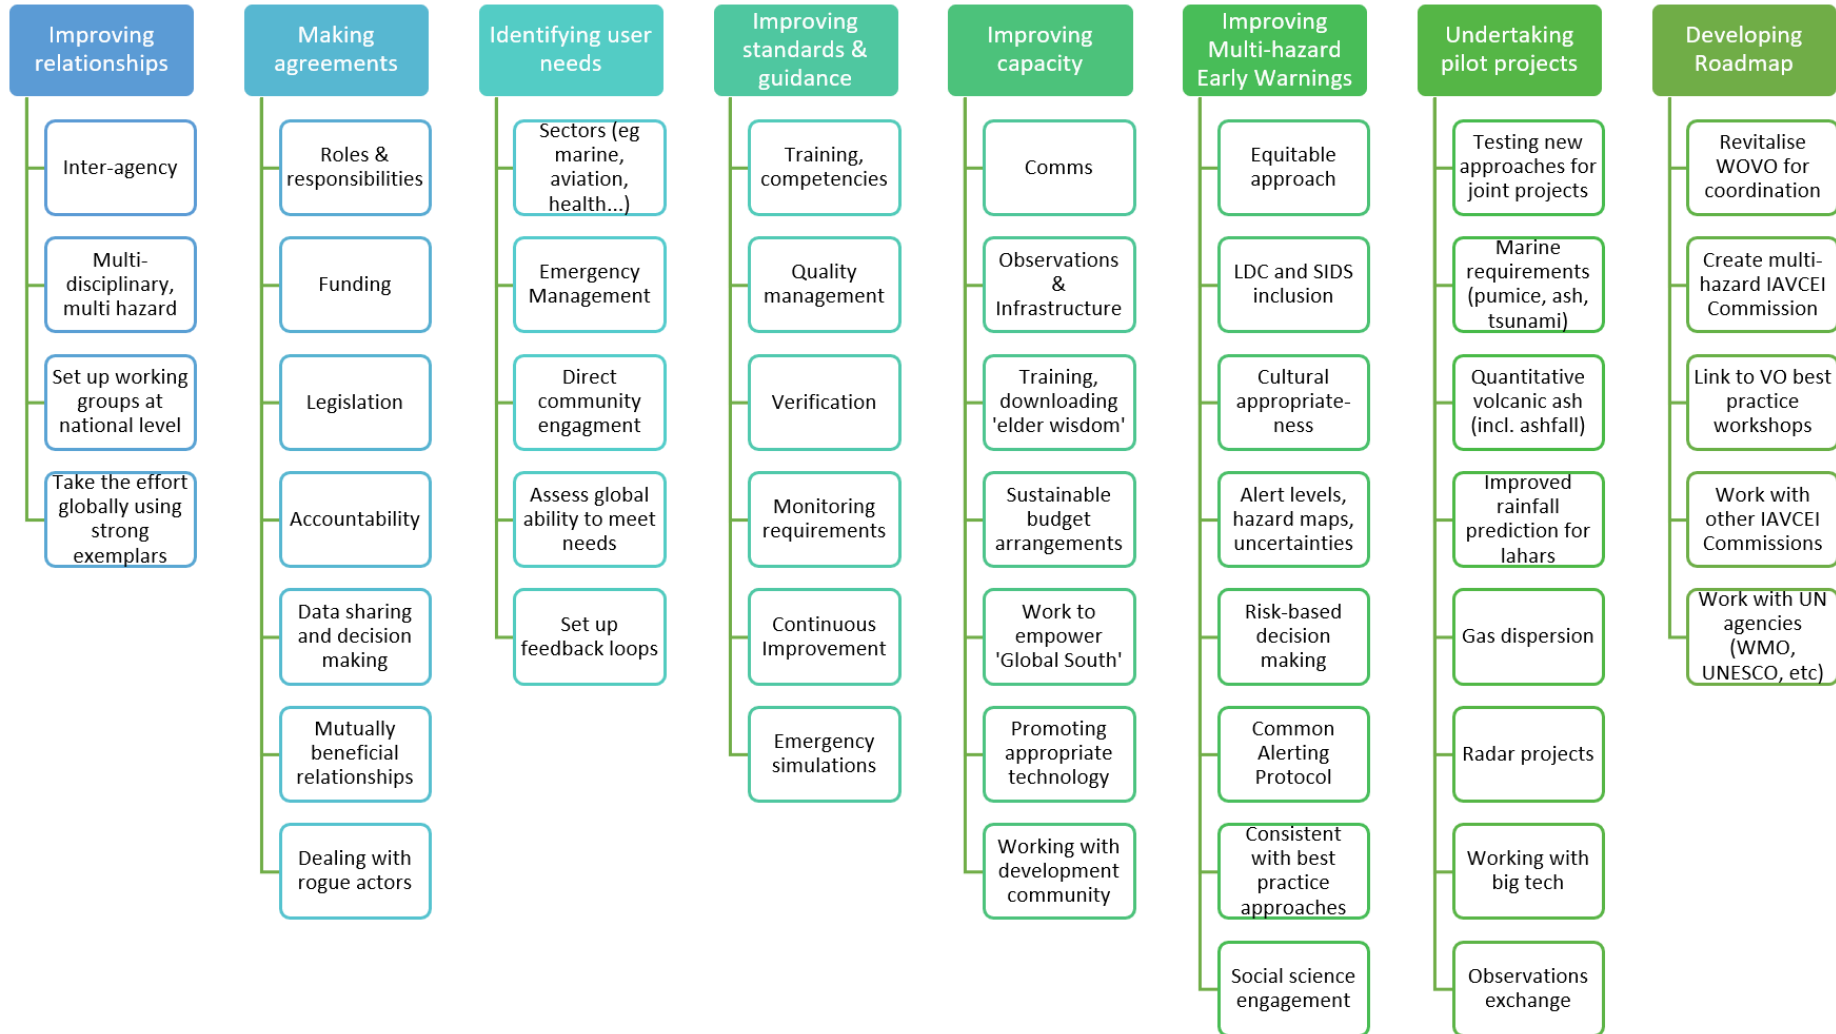 Improving
relationships
Inter-agency
Multi-
disciplinary,
multi hazard
Set up working
groups at
national level
Take the effort
globally using
strong
exemplars
Making
agreements
Roles &
responsibilities
Funding
Legislation
Accountability
Data sharing
and decision
making
Mutually
beneficial
relationships
Dealing with
rogue actors
Identifying user
needs
Sectors (eg
marine,
aviation,
health...)
Emergency
Management
Direct
community
engagment
Assess global
ability to meet
needs
Set up
feedback loops
Improving
standards &
guidance
Training,
competencies
Quality
management
Verification
Monitoring
requirements
Continuous
Improvement
Emergency
simulations
Improving
capacity
Comms
Observations
&
Infrastructure
Training,
downloading
'elder wisdom'
Sustainable
budget
arrangements
Work to
empower
'Global South'
Promoting
appropriate
technology
Working with
development
community
Improving
Multi-hazard
Early Warnings
Equitable
approach
LDC and SIDS
inclusion
Cultural
appropriate-
ness
Alert levels,
hazard maps,
uncertainties
Risk-based
decision
making
Common
Alerting
Protocol
Consistent
with best
practice
approaches
Social science
engagement
Undertaking
pilot projects
Testing new
approaches for
joint projects
Marine
requirements
(pumice, ash,
tsunami)
Quantitative
volcanic ash
(incl. ashfall)
Improved
rainfall
prediction for
lahars
Gas dispersion
Radar projects
Working with
big tech
Observations
exchange
Developing
Roadmap
Revitalise
WOVO for
coordination
Create multi-
hazard IAVCEI
Commission
Link to VO best
practice
workshops
Work with
other IAVCEI
Commissions
Work with UN
agencies
(WMO,
UNESCO, etc)